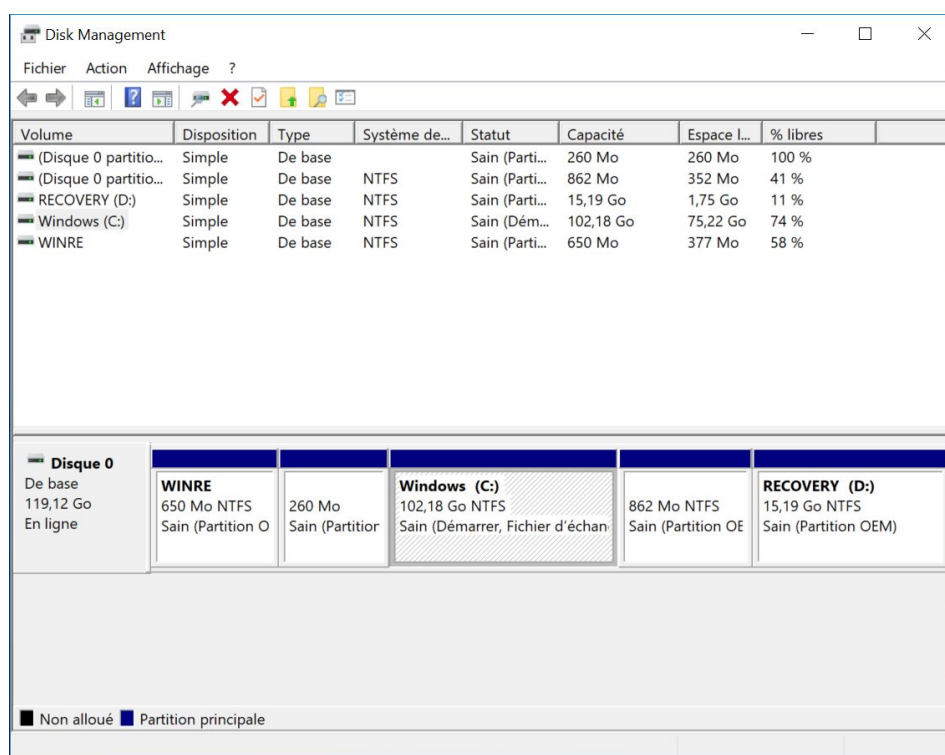 Disk Management
Fichier Action Affichage ?
Volume Disposition Type Système de... Statut Capacité Espace l... % libres
(Disque 0 partitio... Simple De base Sain (Parti... 260 Mo 260 Mo 100 %
(Disque 0 partitio... Simple De base NTFS Sain (Parti... 862 Mo 352 Mo 41 %
RECOVERY (D:) Simple De base NTFS Sain (Parti... 15,19 Go 1,75 Go 11 %
Windows (C:) Simple De base NTFS Sain (Dém... 102,18 Go 75,22 Go 74 %
WINRE Simple De base NTFS Sain (Parti... 650 Mo 377 Mo 58 %
Disque 0
De base
119,12 Go
En ligne
WINRE
650 Mo NTFS
Sain (Partition O
260 Mo
Sain (Partition
Windows (C:)
102,18 Go NTFS
Sain (Démarrer, Fichier d'échan
862 Mo NTFS
Sain (Partition OE
RECOVERY (D:)
15,19 Go NTFS
Sain (Partition OEM)
Non alloué Partition principale